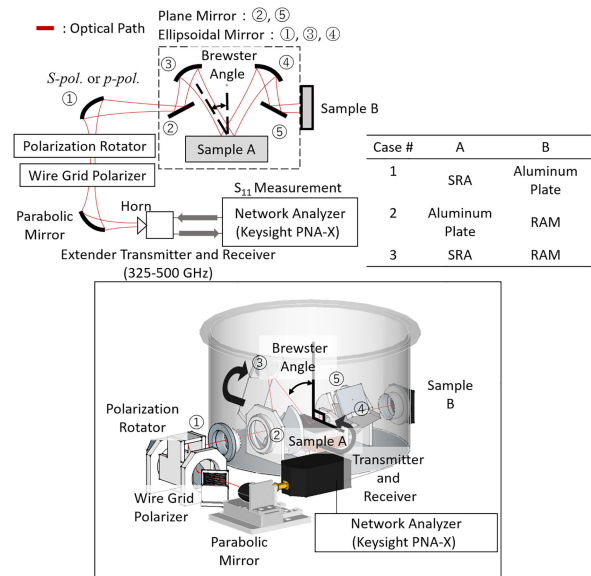 : Optical Path
Plane Mirror : ②, ⑤
Ellipsoidal Mirror : ①, ③, ④
Brewster
Angle
③
④
S-pol. or p-pol.
①
②
⑤
Sample B
Sample A
Polarization Rotator
Wire Grid Polarizer
S11 Measurement
Horn
Parabolic
Mirror
Network Analyzer
(Keysight PNA-X)
Extender Transmitter and Receiver
(325-500 GHz)
Case # A B
1 SRA Aluminum
Plate
2 Aluminum
Plate RAM
3 SRA RAM
Brewster
Angle
③
⑤
④
Sample
B
Polarization
Rotator
①
②
Sample A
Transmitter
and
Receiver
Wire Grid
Polarizer
Parabolic
Mirror
Network Analyzer
(Keysight PNA-X)